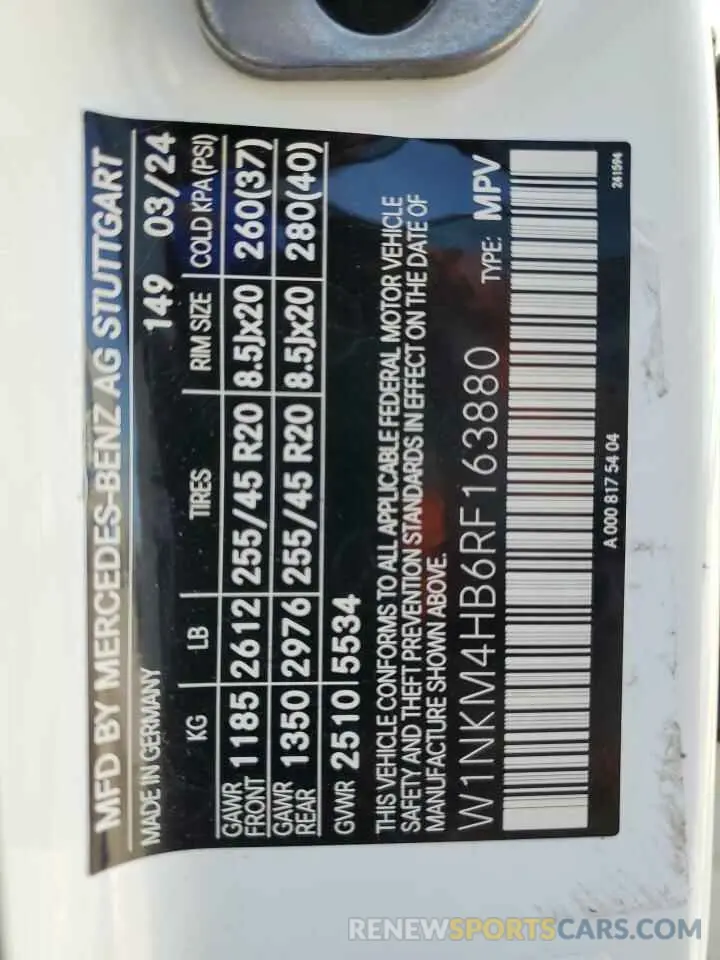 MFD BY MERCEDES-BENZ AG STUTTGART
MADE IN GERMANY 149 03/24
KG LB TIRES RIM SIZE COLD KPA (PSI)
GAWR FRONT 1185 2612 255/45 R20 8.5Jx20 260(37)
GAWR REAR 1350 2976 255/45 R20 8.5Jx20 280(40)
GVWR 2510 5534
THIS VEHICLE CONFORMS TO ALL APPLICABLE FEDERAL MOTOR VEHICLE
SAFETY AND THEFT PREVENTION STANDARDS IN EFFECT ON THE DATE OF
MANUFACTURE SHOWN ABOVE.
W1NKM4HB6RF163880 TYPE: MPV
A 000 817 54 04
241594
RENEWSPORTSCARS.COM